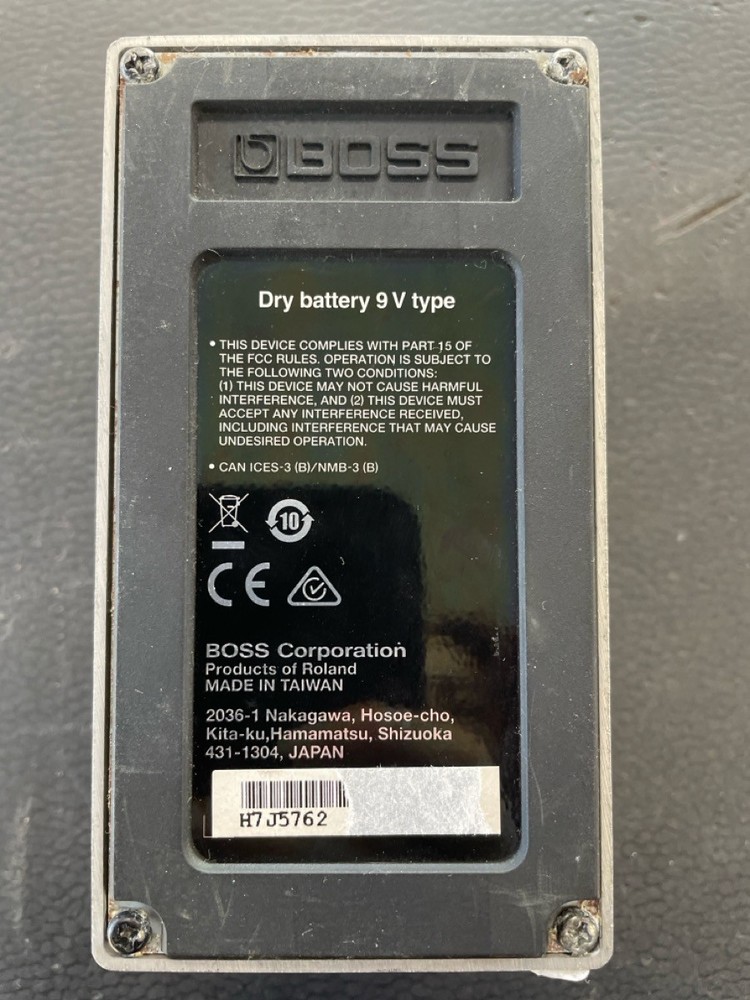 BOSS
Dry battery 9 V type
• THIS DEVICE COMPLIES WITH PART 15 OF
THE FCC RULES. OPERATION IS SUBJECT TO
THE FOLLOWING TWO CONDITIONS:
(1) THIS DEVICE MAY NOT CAUSE HARMFUL
INTERFERENCE, AND (2) THIS DEVICE MUST
ACCEPT ANY INTERFERENCE RECEIVED,
INCLUDING INTERFERENCE THAT MAY CAUSE
UNDESIRED OPERATION.
• CAN ICES-3 (B)/NMB-3 (B)
10
CE
BOSS Corporation
Products of Roland
MADE IN TAIWAN
2036-1 Nakagawa, Hosoe-cho,
Kita-ku,Hamamatsu, Shizuoka
431-1304, JAPAN
H7J5762